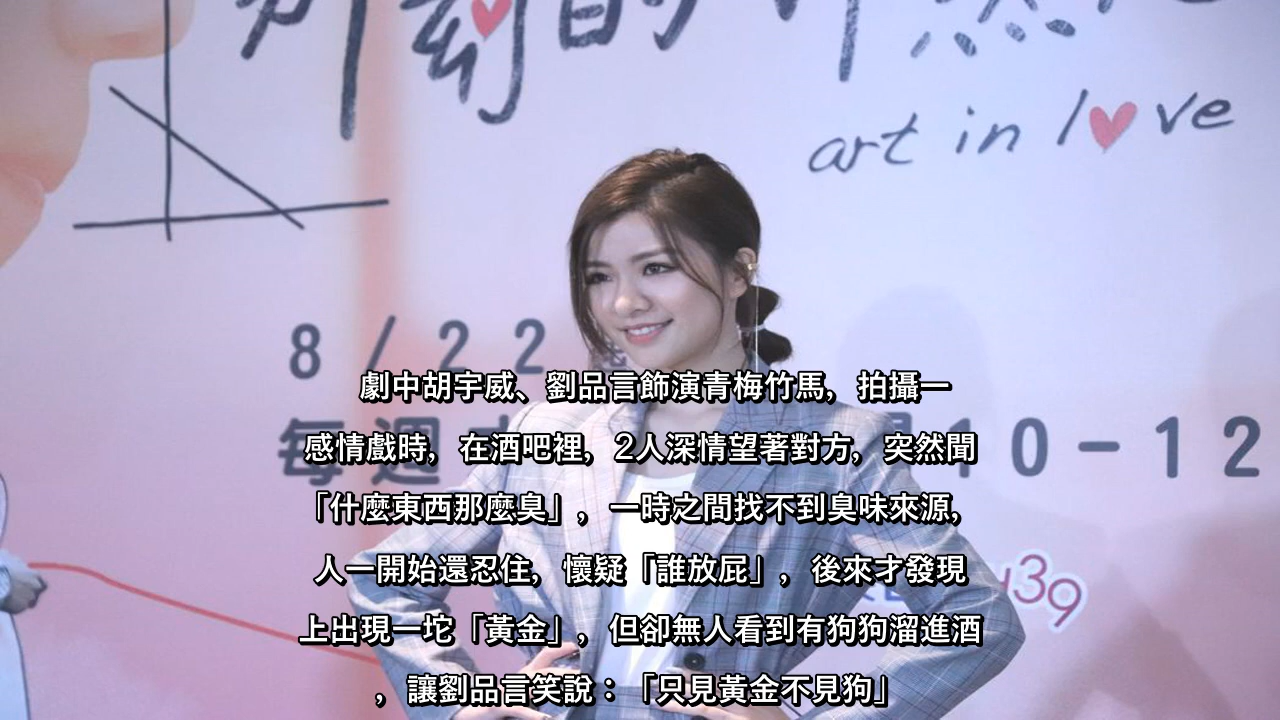 art in love
8/22
每週
10-12
劇中胡宇威、劉品言飾演青梅竹馬，拍攝一
感情戲時，在酒吧裡，2人深情望著對方，突然聞
「什麼東西那麼臭」，一時之間找不到臭味來源，
人一開始還忍住，懷疑「誰放屁」，後來才發現
上出現一坨「黃金」，但卻無人看到有狗狗溜進酒
，讓劉品言笑說：「只見黃金不見狗」
39